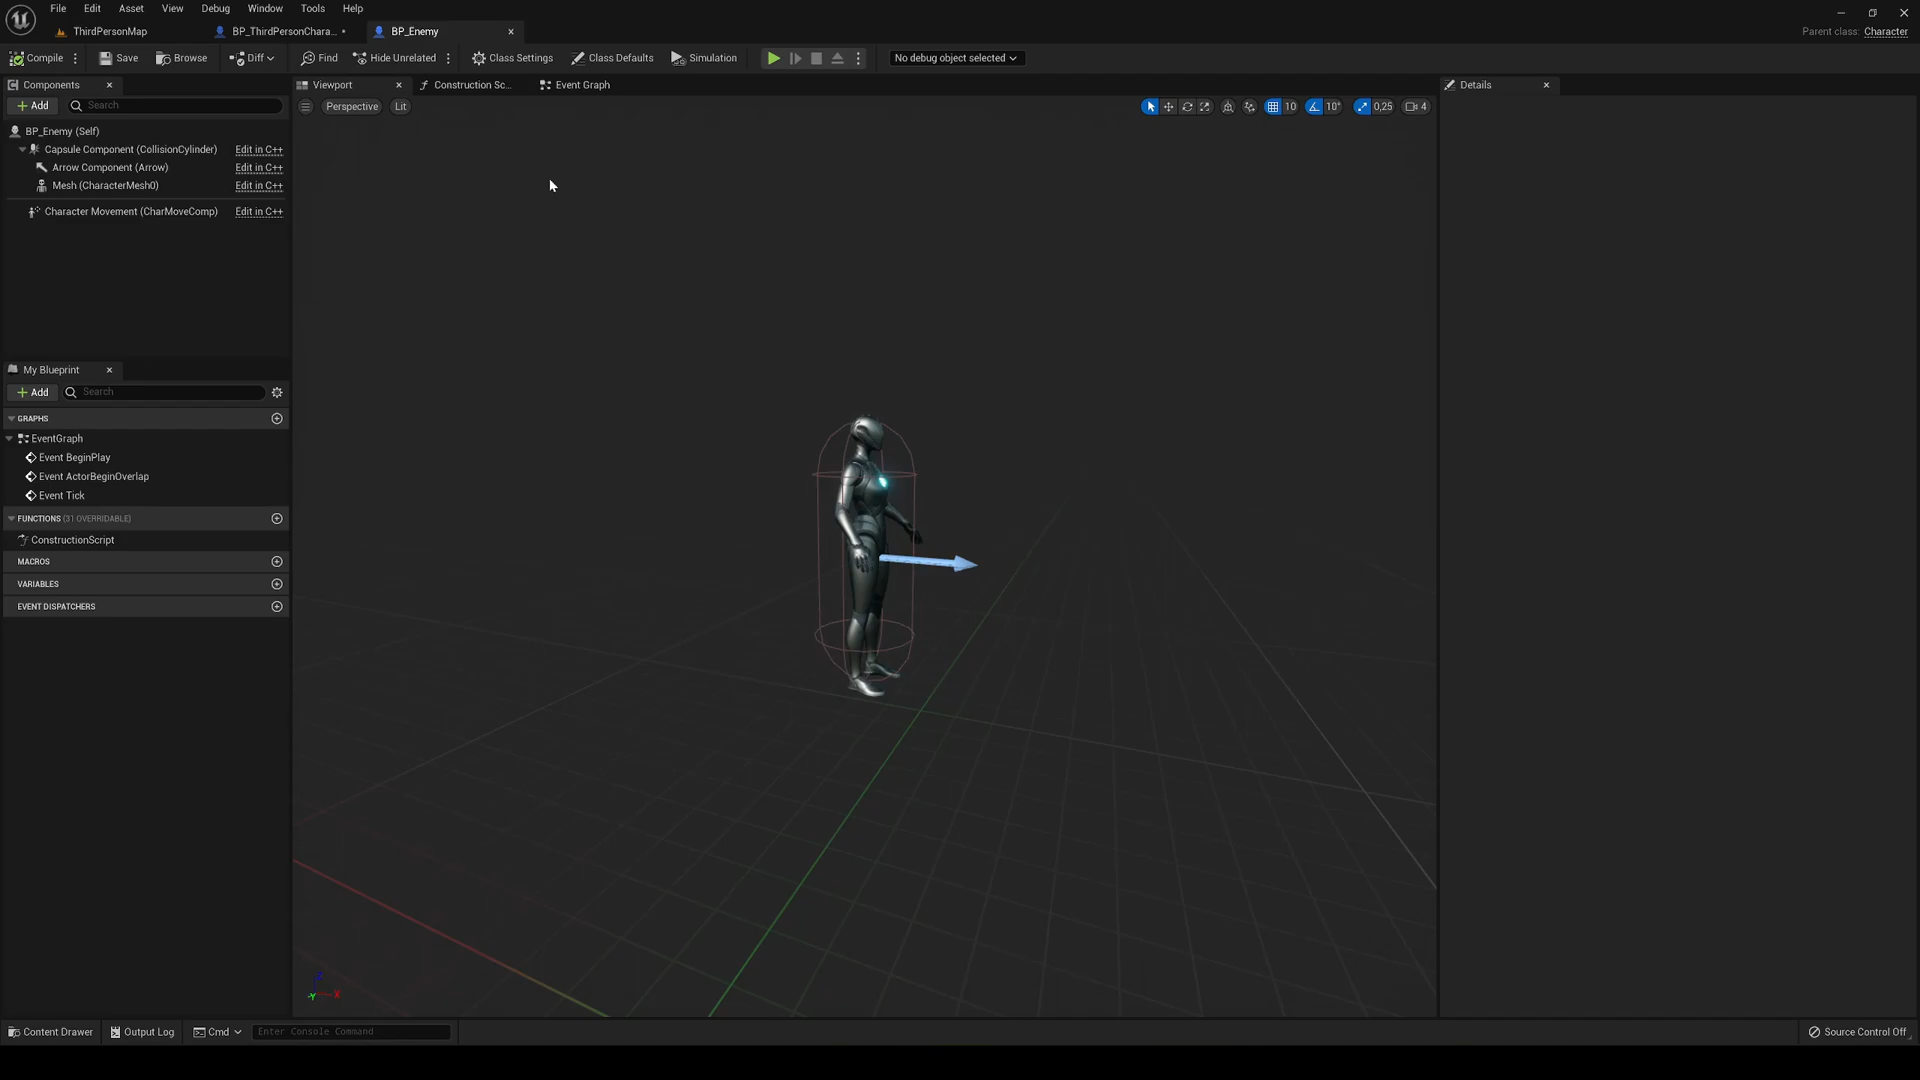 File Edit Asset View Debug Window Tools Help
ThirdPersonMap BP_ThirdPersonChara... • BP_Enemy
Parent class: Character
Compile Save Browse Diff Find Hide Unrelated Class Settings Class Defaults Simulation No debug object selected
Components
Add Search
BP_Enemy (Self)
Capsule Component (CollisionCylinder) Edit in C++
Arrow Component (Arrow) Edit in C++
Mesh (CharacterMesh0) Edit in C++
Character Movement (CharMoveComp) Edit in C++
My Blueprint
Add Search
GRAPHS
EventGraph
Event BeginPlay
Event ActorBeginOverlap
Event Tick
FUNCTIONS (31 OVERRIDABLE)
ConstructionScript
MACROS
VARIABLES
EVENT DISPATCHERS
Viewport Construction Sc... Event Graph
Perspective Lit
10 10° 0,25 4
Z
Y X
Details
Content Drawer Output Log Cmd Enter Console Command
Source Control Off